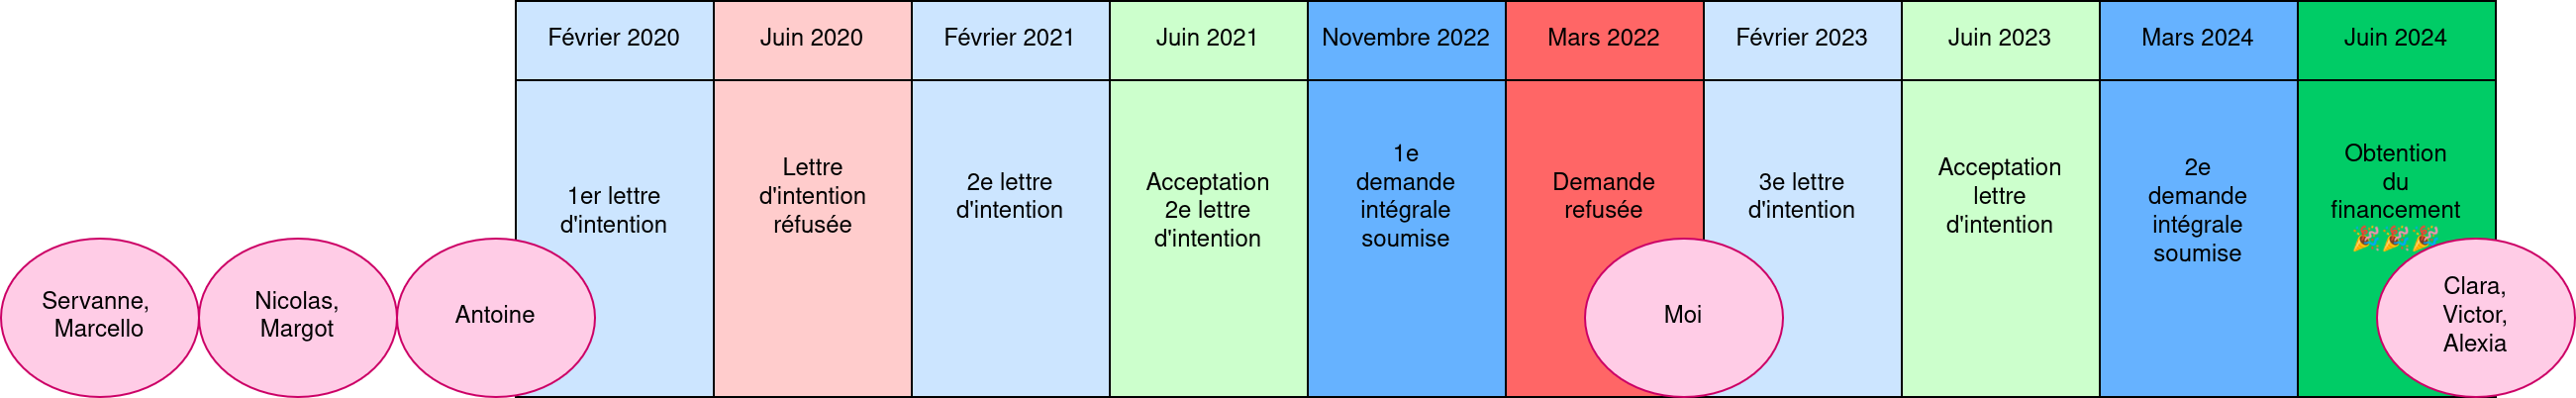 Février 2020
Juin 2020
Février 2021
Juin 2021
Novembre 2022
Mars 2022
Février 2023
Juin 2023
Mars 2024
Juin 2024
1er lettre
d'intention
Lettre
d'intention
réfusée
2e lettre
d'intention
Acceptation
2e lettre
d'intention
1e
demande
intégrale
soumise
Demande
refusée
3e lettre
d'intention
Acceptation
lettre
d'intention
2e
demande
intégrale
soumise
Obtention
du
financement
🎉🎉🎉
Servanne,
Marcello
Nicolas,
Margot
Antoine
Moi
Clara,
Victor,
Alexia